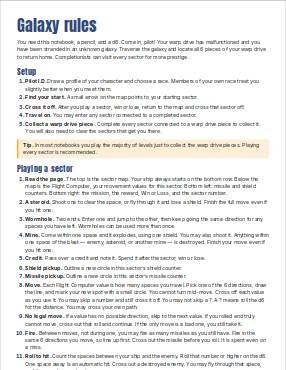 Galaxy rules
You need this notebook, a pencil, and a d6. Come in, pilot! Your warp drive has malfunctioned and you
have been stranded in an unknown galaxy. Traverse the galaxy and locate all 6 pieces of your warp drive
to return home. Completionists can visit every sector for more prestige.
Setup
1. Pilot I.D. Draw a profile of your character and choose a race. Members of your own race treat you
slightly better when you meet them.
2. Find your start. A small arrow on the map points to your starting sector.
3. Cross it off. After you play a sector, win or lose, return to the map and cross that sector off.
4. Travel on. You may enter any sector connected to a completed sector.
5. Collect a warp drive piece. Complete every sector connected to a warp drive piece to collect it.
You will also need to clear the sectors that get you there.
Tip. In most notebooks you play the majority of levels just to collect the warp drive pieces. Playing
every sector is recommended.
Playing a sector
1. Read the page. The top is the sector map. Your ship always starts on the bottom row. Below the
map is the Flight Computer, your movement values for this sector. Bottom left: missile and shield
counters. Bottom right: the mission, the reward, Win or Loss, and the sector number.
2. Asteroid. Shoot one to clear the space, or fly through it and lose a shield. Finish the full move even if
you hit one.
3. Wormhole. Two ends. Enter one and jump to the other, then keep going the same direction for any
spaces you have left. Wormholes can be used more than once.
4. Mine. Come within one space and it explodes, using one shield. You may also shoot it. Anything within
one space of the blast — enemy, asteroid, or another mine — is destroyed. Finish your move even if
you hit one.
5. Credit. Pass over a credit and note it. Spend it after the sector, win or lose.
6. Shield pickup. Outline a new circle in this sector's shield counter.
7. Missile pickup. Outline a new circle in this sector's missile counter.
8. Move. Each Flight Computer value is how many spaces you travel. Pick one of the 6 directions, draw
the line, and mark your new spot with a small circle. You cannot turn mid-move. Cross off each value
as you use it. You may skip a number and still cross it off. You may not skip a ?. A ? means roll the d6
for the distance. You may cross your own path.
9. No legal move. If a value has no possible direction, skip to the next value. If you rolled and truly
cannot move, cross out that roll and continue. If the only move is a bad one, you still take it.
10. Fire. Between moves, not during one, you may fire as many missiles as you still have. Fire in the
same 6 directions you move, so line up first. Cross out the missile before you roll. It is spent even if
you miss.
11. Roll to hit. Count the spaces between your ship and the enemy. Roll that number or higher on the d6.
One space away is an automatic hit. Cross out a destroyed enemy. You may fly through that space,